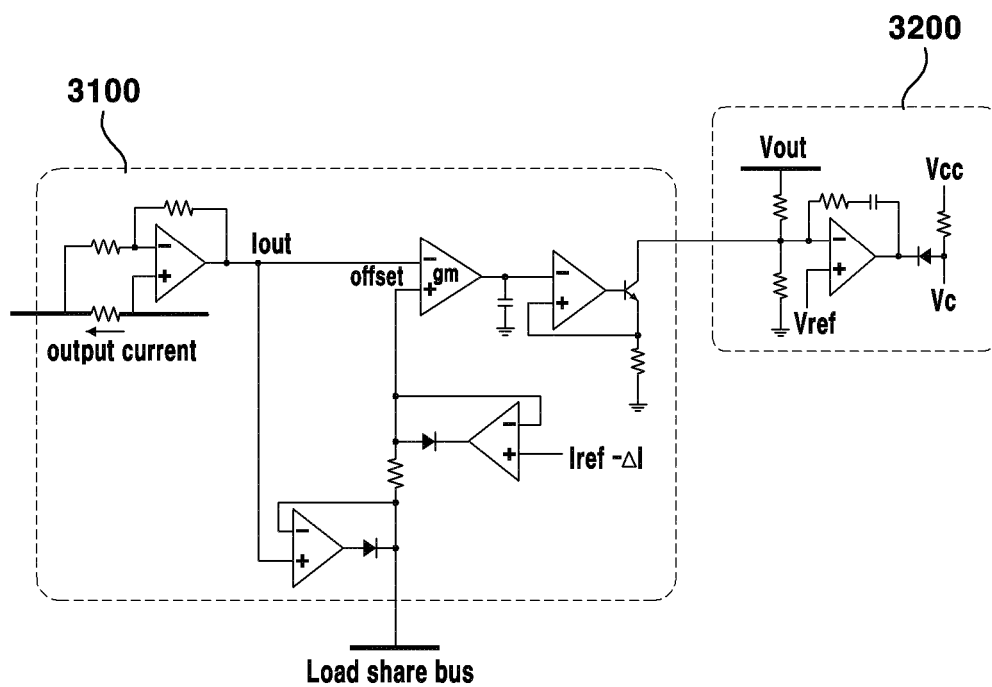 3200
3100
Vout
Vcc
Iout
offset
gm
Vref
Vc
output current
Iref -ΔI
Load share bus